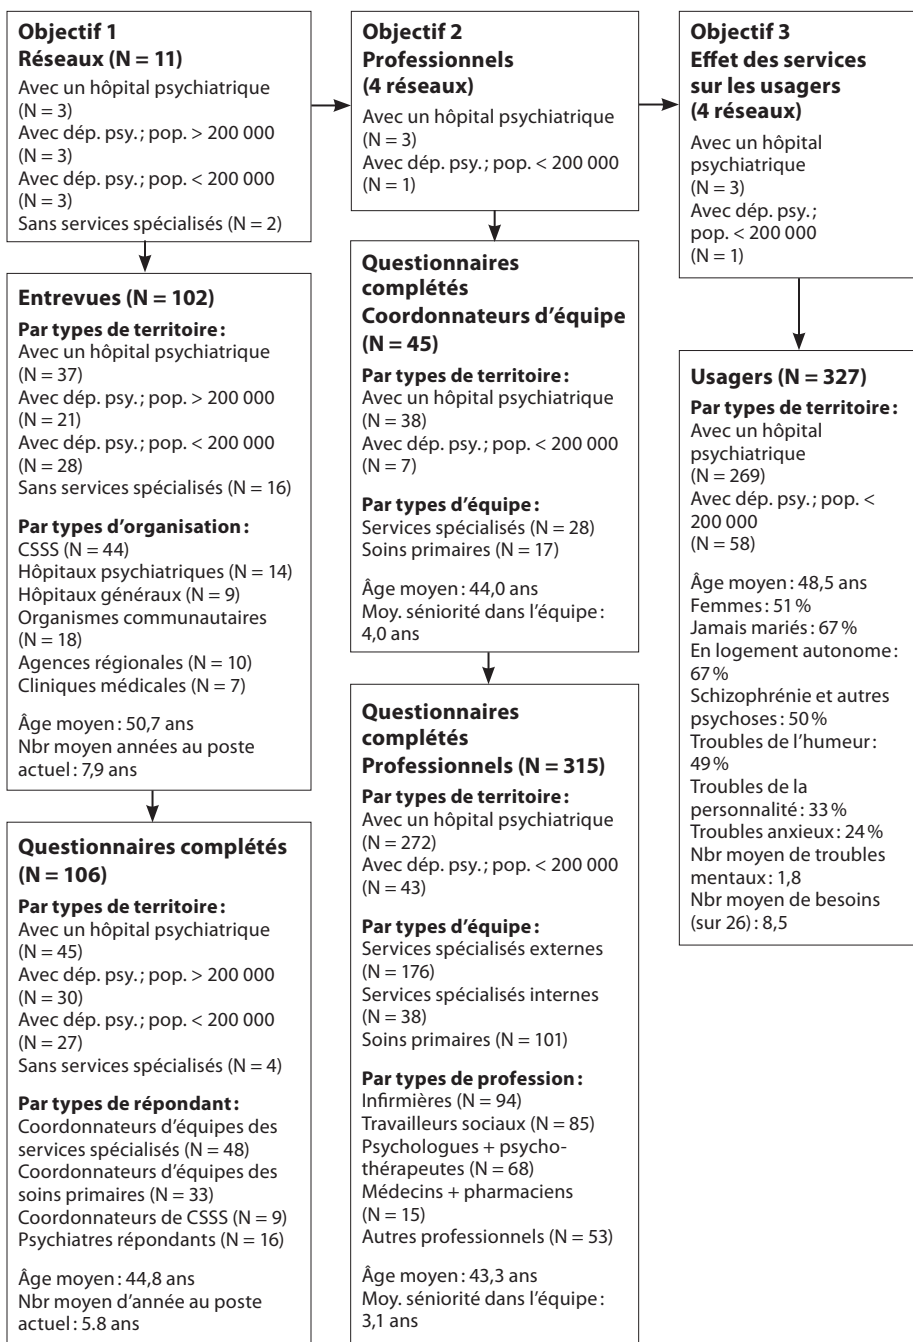 Objectif 1
Réseaux (N = 11)
Avec un hôpital psychiatrique
(N = 3)
Avec dép. psy. ; pop. > 200 000
(N = 3)
Avec dép. psy. ; pop. < 200 000
(N = 3)
Sans services spécialisés (N = 2)
Entrevues (N = 102)
Par types de territoire :
Avec un hôpital psychiatrique
(N = 37)
Avec dép. psy. ; pop. > 200 000
(N = 21)
Avec dép. psy. ; pop. < 200 000
(N = 28)
Sans services spécialisés (N = 16)
Par types d'organisation :
CSSS (N = 44)
Hôpitaux psychiatriques (N = 14)
Hôpitaux généraux (N = 9)
Organismes communautaires
(N = 18)
Agences régionales (N = 10)
Cliniques médicales (N = 7)
Âge moyen : 50,7 ans
Nbr moyen années au poste
actuel : 7,9 ans
Questionnaires complétés
(N = 106)
Par types de territoire :
Avec un hôpital psychiatrique
(N = 45)
Avec dép. psy. ; pop. > 200 000
(N = 30)
Avec dép. psy. ; pop. < 200 000
(N = 27)
Sans services spécialisés (N = 4)
Par types de répondant :
Coordonnateurs d'équipes des
services spécialisés (N = 48)
Coordonnateurs d'équipes des
soins primaires (N = 33)
Coordonnateurs de CSSS (N = 9)
Psychiatres répondants (N = 16)
Âge moyen : 44,8 ans
Nbr moyen d'année au poste
actuel : 5.8 ans
Objectif 2
Professionnels
(4 réseaux)
Avec un hôpital psychiatrique
(N = 3)
Avec dép. psy. ; pop. < 200 000
(N = 1)
Questionnaires
complétés
Coordonnateurs d'équipe
(N = 45)
Par types de territoire :
Avec un hôpital psychiatrique
(N = 38)
Avec dép. psy. ; pop. < 200 000
(N = 7)
Par types d'équipe :
Services spécialisés (N = 28)
Soins primaires (N = 17)
Âge moyen : 44,0 ans
Moy. séniorité dans l'équipe :
4,0 ans
Questionnaires
complétés
Professionnels (N = 315)
Par types de territoire :
Avec un hôpital psychiatrique
(N = 272)
Avec dép. psy. ; pop. < 200 000
(N = 43)
Par types d'équipe :
Services spécialisés externes
(N = 176)
Services spécialisés internes
(N = 38)
Soins primaires (N = 101)
Par types de profession :
Infirmières (N = 94)
Travailleurs sociaux (N = 85)
Psychologues + psycho-
thérapeutes (N = 68)
Médecins + pharmaciens
(N = 15)
Autres professionnels (N = 53)
Âge moyen : 43,3 ans
Moy. séniorité dans l'équipe :
3,1 ans
Objectif 3
Effet des services
sur les usagers
(4 réseaux)
Avec un hôpital
psychiatrique
(N = 3)
Avec dép. psy. ;
pop. < 200 000
(N = 1)
Usagers (N = 327)
Par types de territoire :
Avec un hôpital
psychiatrique
(N = 269)
Avec dép. psy. ; pop. <
200 000
(N = 58)
Âge moyen : 48,5 ans
Femmes : 51 %
Jamais mariés : 67 %
En logement autonome :
67 %
Schizophrénie et autres
psychoses : 50 %
Troubles de l'humeur :
49 %
Troubles de la
personnalité : 33 %
Troubles anxieux : 24 %
Nbr moyen de troubles
mentaux : 1,8
Nbr moyen de besoins
(sur 26) : 8,5